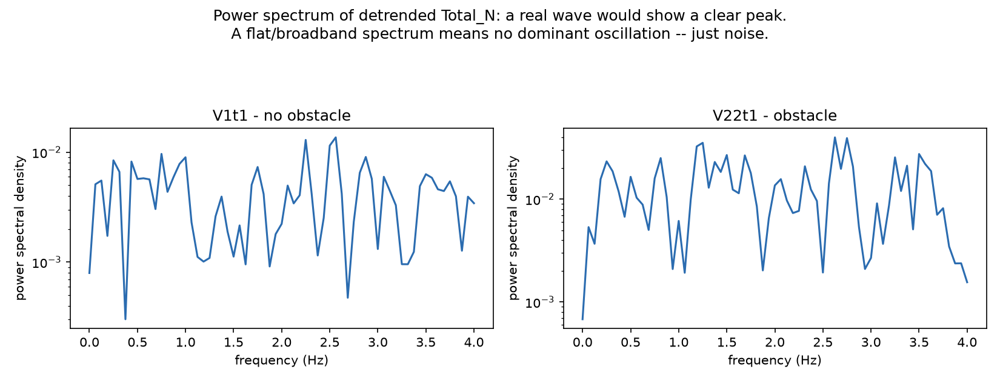 Power spectrum of detrended Total_N: a real wave would show a clear peak.
A flat/broadband spectrum means no dominant oscillation -- just noise.
V1t1 - no obstacle
power spectral density
10⁻²
10⁻³
0.0 0.5 1.0 1.5 2.0 2.5 3.0 3.5 4.0
frequency (Hz)
V22t1 - obstacle
power spectral density
10⁻²
10⁻³
0.0 0.5 1.0 1.5 2.0 2.5 3.0 3.5 4.0
frequency (Hz)